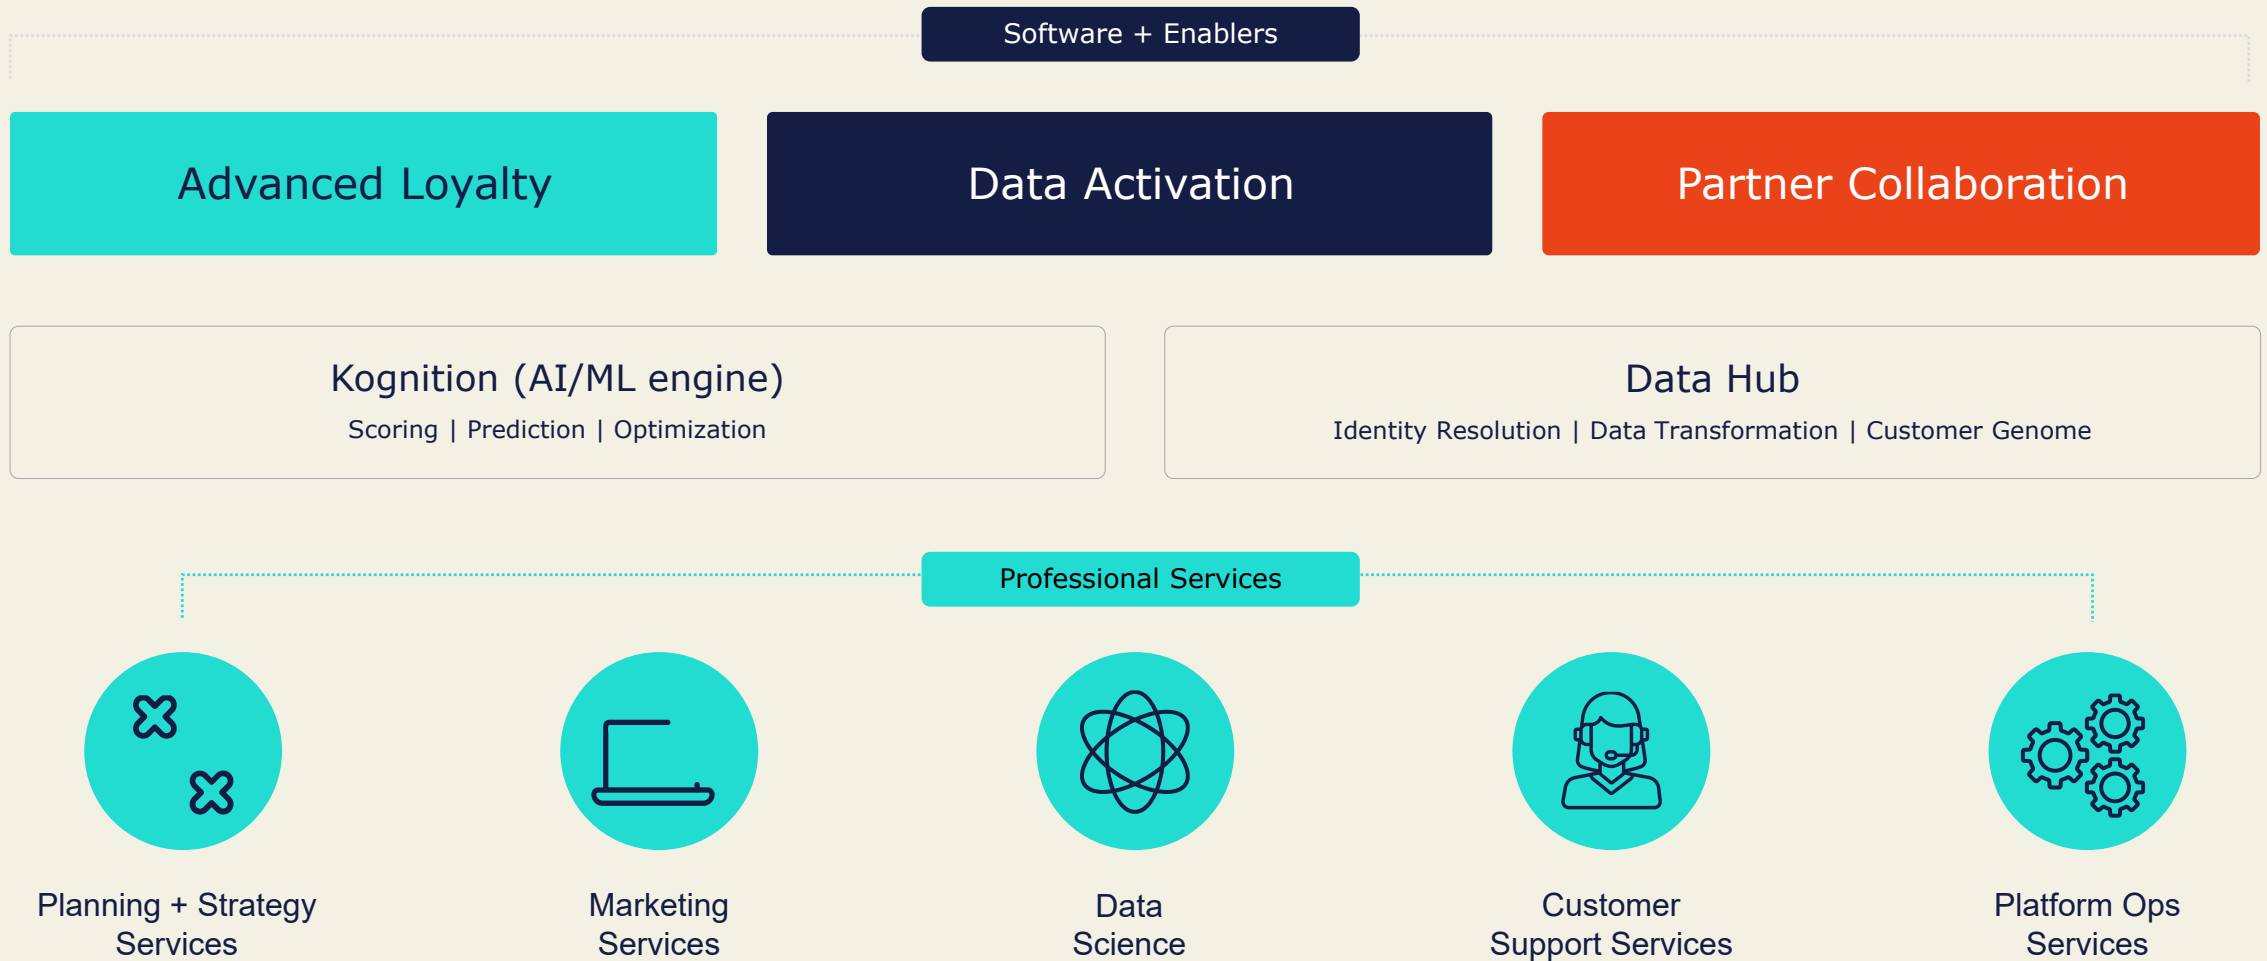 Software + Enablers
Advanced Loyalty
Data Activation
Partner Collaboration
Kognition (AI/ML engine)
Scoring | Prediction | Optimization
Data Hub
Identity Resolution | Data Transformation | Customer Genome
Professional Services
Planning + Strategy
Services
Marketing
Services
Data
Science
Customer
Support Services
Platform Ops
Services